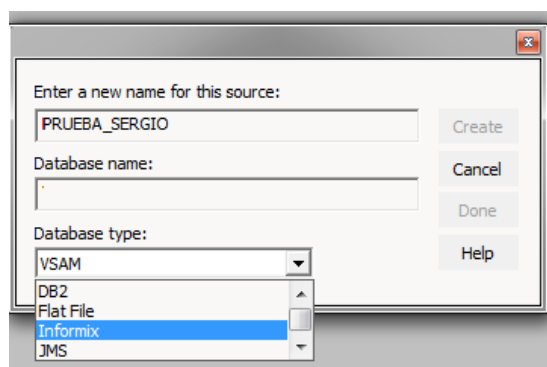 Enter a new name for this source:
PRUEBA_SERGIO
Create
Database name:
Cancel
Done
Database type:
Help
VSAM
DB2
Flat File
Informix
JMS